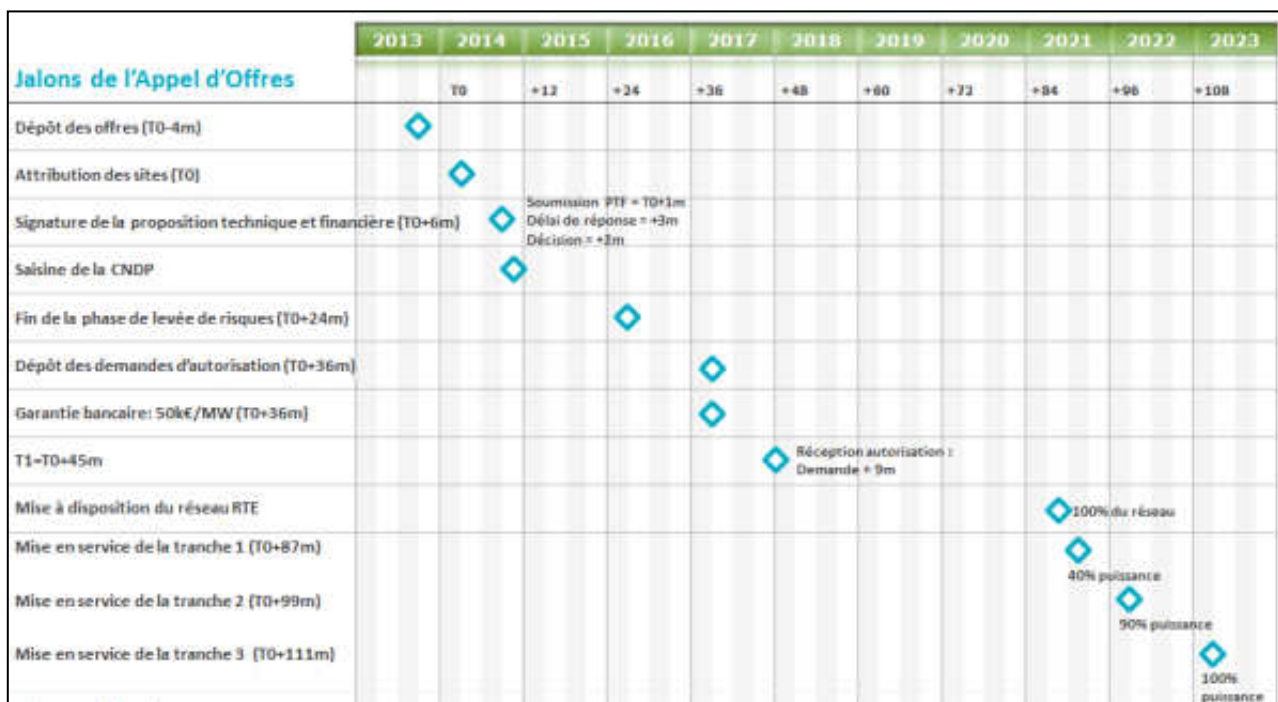 2013 2014 2015 2016 2017 2018 2019 2020 2021 2022 2023
Jalons de l'Appel d'Offres
T0 +12 +24 +36 +48 +60 +72 +84 +96 +108
Dépôt des offres (T0-4m)
Attribution des sites (T0)
Signature de la proposition technique et financière (T0+6m)
Soumission PTF = T0+1m
Délai de réponse = +3m
Décision = +2m
Saisine de la CNDP
Fin de la phase de levée de risques (T0+24m)
Dépôt des demandes d'autorisation (T0+36m)
Garantie bancaire: 50k€/MW (T0+36m)
T1=T0+45m
Réception autorisation :
Demande + 9m
Mise à disposition du réseau RTE
100% du réseau
Mise en service de la tranche 1 (T0+87m)
40% puissance
Mise en service de la tranche 2 (T0+99m)
90% puissance
Mise en service de la tranche 3 (T0+111m)
100%
puissance